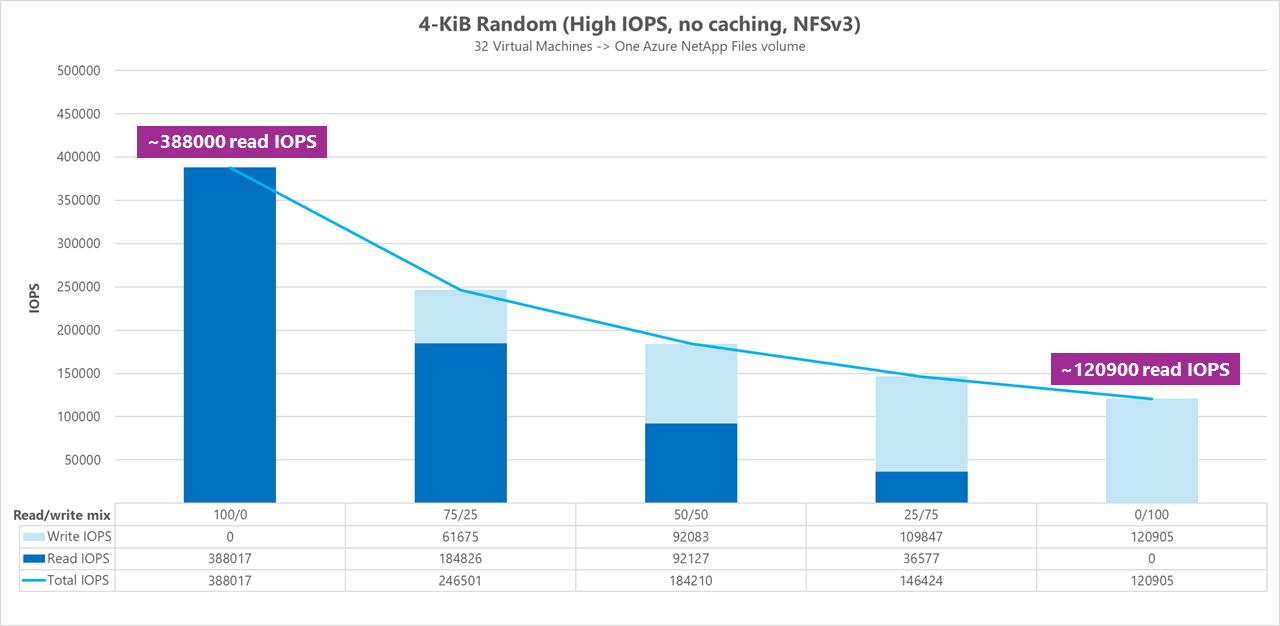 4-KiB Random (High IOPS, no caching, NFSv3)
32 Virtual Machines -> One Azure NetApp Files volume
500000
450000
400000
350000
300000
250000
200000
150000
100000
50000
IOPS
~388000 read IOPS
~120900 read IOPS
Read/write mix 100/0 75/25 50/50 25/75 0/100
Write IOPS 0 61675 92083 109847 120905
Read IOPS 388017 184826 92127 36577 0
Total IOPS 388017 246501 184210 146424 120905